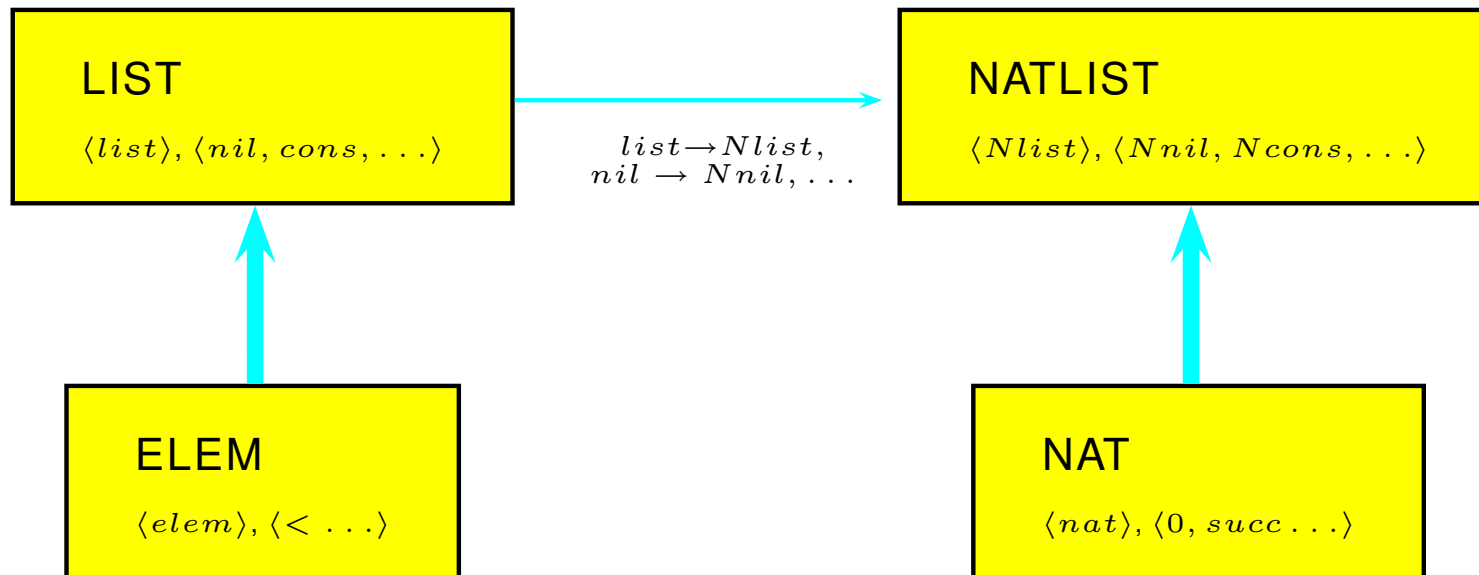 LIST
⟨list⟩, ⟨nil, cons, . . .⟩
list→Nlist,
nil → Nnil, . . .
NATLIST
⟨Nlist⟩, ⟨Nnil, Ncons, . . .⟩
ELEM
⟨elem⟩, ⟨< . . .⟩
NAT
⟨nat⟩, ⟨0, succ . . .⟩